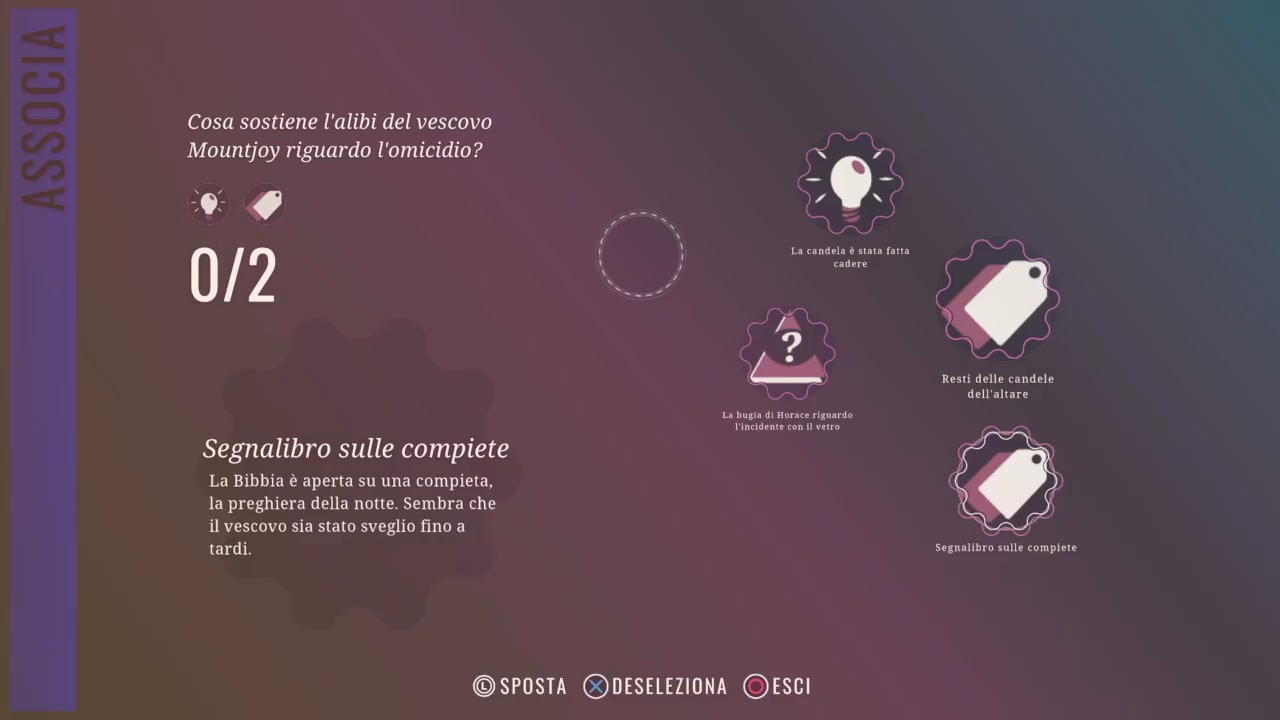 ASSOCIA
Cosa sostiene l'alibi del vescovo
Mountjoy riguardo l'omicidio?
0/2
Segnalibro sulle compiete
La Bibbia è aperta su una compieta,
la preghiera della notte. Sembra che
il vescovo sia stato sveglio fino a
tardi.
La candela è stata fatta
cadere
?
La bugia di Horace riguardo
l'incidente con il vetro
Resti delle candele
dell'altare
Segnalibro sulle compiete
L SPOSTA DESELEZIONA ESCI